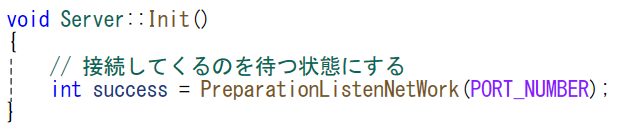 void Server::Init()
{
// 接続してくるのを待つ状態にする
int success = PreparationListenNetWork(PORT_NUMBER);
}